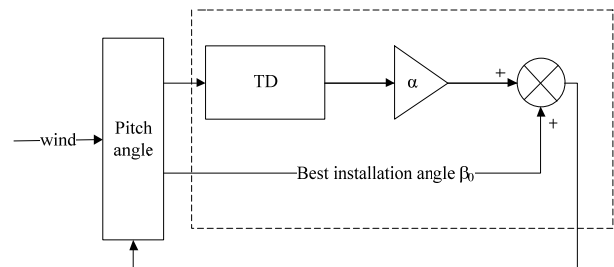 wind
Pitch
angle
TD
α
+
+
Best installation angle β₀